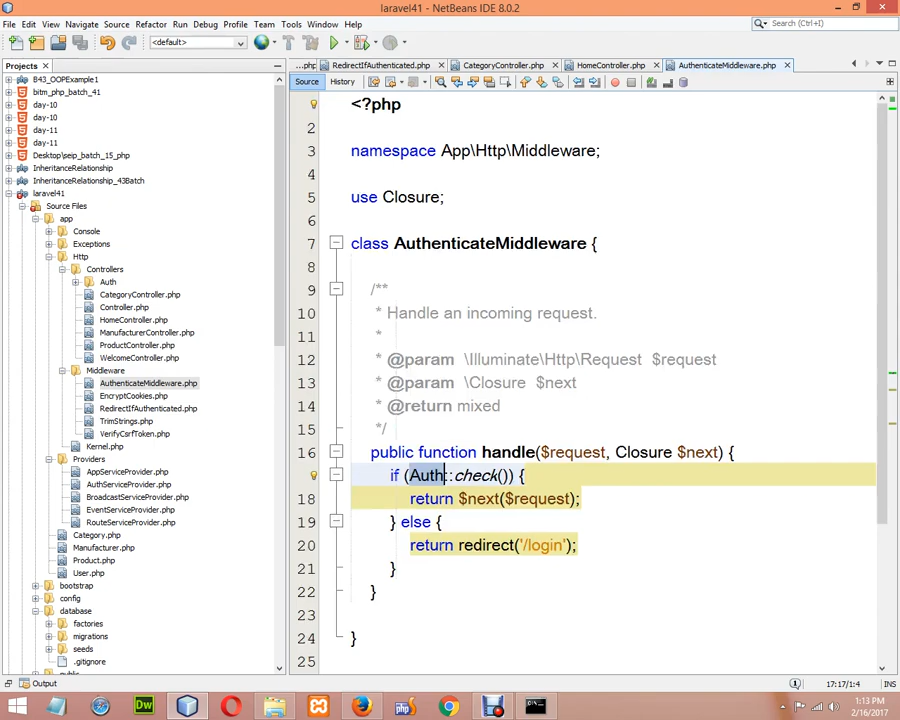 laravel41 - NetBeans IDE 8.0.2
File Edit View Navigate Source Refactor Run Debug Profile Team Tools Window Help
Search (Ctrl+I)
<default>
Projects
...php RedirectIfAuthenticated.php CategoryController.php HomeController.php AuthenticateMiddleware.php
Source History
B43_OOPExample1
bitm_php_batch_41
day-10
day-10
day-11
day-11
Desktop\seip_batch_15_php
InheritanceRelationship
InheritanceRelationship_43Batch
laravel41
Source Files
app
Console
Exceptions
Http
Controllers
Auth
CategoryController.php
Controller.php
HomeController.php
ManufacturerController.php
ProductController.php
WelcomeController.php
Middleware
AuthenticateMiddleware.php
EncryptCookies.php
RedirectIfAuthenticated.php
TrimStrings.php
VerifyCsrfToken.php
Kernel.php
Providers
AppServiceProvider.php
AuthServiceProvider.php
BroadcastServiceProvider.php
EventServiceProvider.php
RouteServiceProvider.php
Category.php
Manufacturer.php
Product.php
User.php
bootstrap
config
database
factories
migrations
seeds
.gitignore
<?php
2
3 namespace App\Http\Middleware;
4
5 use Closure;
6
7 class AuthenticateMiddleware {
8
9 /**
10 * Handle an incoming request.
11 *
12 * @param \Illuminate\Http\Request $request
13 * @param \Closure $next
14 * @return mixed
15 */
16 public function handle($request, Closure $next) {
if (Auth::check()) {
18 return $next($request);
19 } else {
20 return redirect('/login');
21 }
22 }
23
24 }
25
Output
17:17/1:4 INS
1:13 PM
2/16/2017